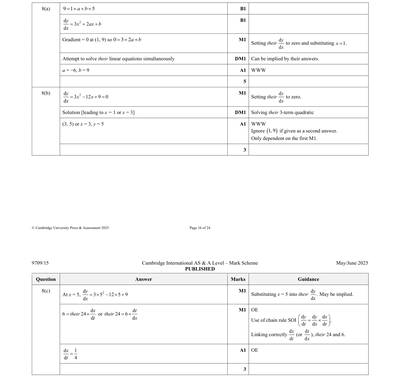 8(a) 9 = 1 + a + b + 5 B1
dy/dx = 3x² + 2ax + b B1
Gradient = 0 at (1, 9) so 0 = 3 + 2a + b M1 Setting their dy/dx to zero and substituting x = 1.
Attempt to solve their linear equations simultaneously DM1 Can be implied by their answers.
a = −6, b = 9 A1 WWW
5
8(b) dy/dx = 3x² − 12x + 9 = 0 M1 Setting their dy/dx to zero.
Solution [leading to x = 1 or x = 3] DM1 Solving their 3-term quadratic
(3, 5) or x = 3, y = 5 A1 WWW
Ignore (1, 9) if given as a second answer.
Only dependent on the first M1.
3
© Cambridge University Press & Assessment 2025 Page 16 of 24
9709/15 Cambridge International AS & A Level – Mark Scheme May/June 2025
PUBLISHED
Question Answer Marks Guidance
8(c) At x = 5, dy/dx = 3 × 5² − 12 × 5 + 9 M1 Substituting x = 5 into their dy/dx. May be implied.
6 = their 24 × dx/dt or their 24 = 6 × dt/dx M1 OE
Use of chain rule SOI (dy/dt = dy/dx × dx/dt).
Linking correctly dx/dt (or dt/dx), their 24 and 6.
dx/dt = 1/4 A1 OE
3